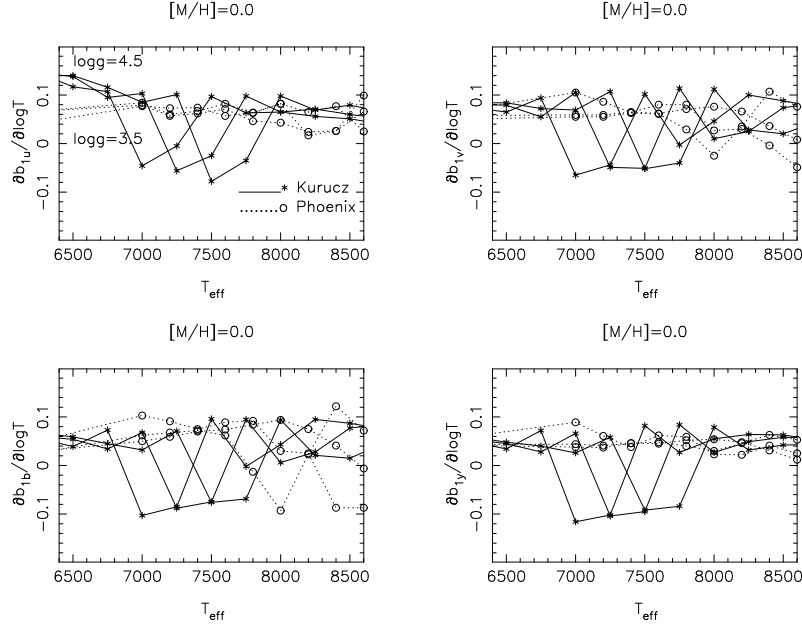 [M/H]=0.0
∂b1u/∂logT
logg=4.5
logg=3.5
Kurucz
Phoenix
0.1
0
−0.1
6500 7000 7500 8000 8500
Teff
[M/H]=0.0
∂b1v/∂logT
0.1
0
−0.1
6500 7000 7500 8000 8500
Teff
[M/H]=0.0
∂b1b/∂logT
0.1
0
−0.1
6500 7000 7500 8000 8500
Teff
[M/H]=0.0
∂b1y/∂logT
0.1
0
−0.1
6500 7000 7500 8000 8500
Teff